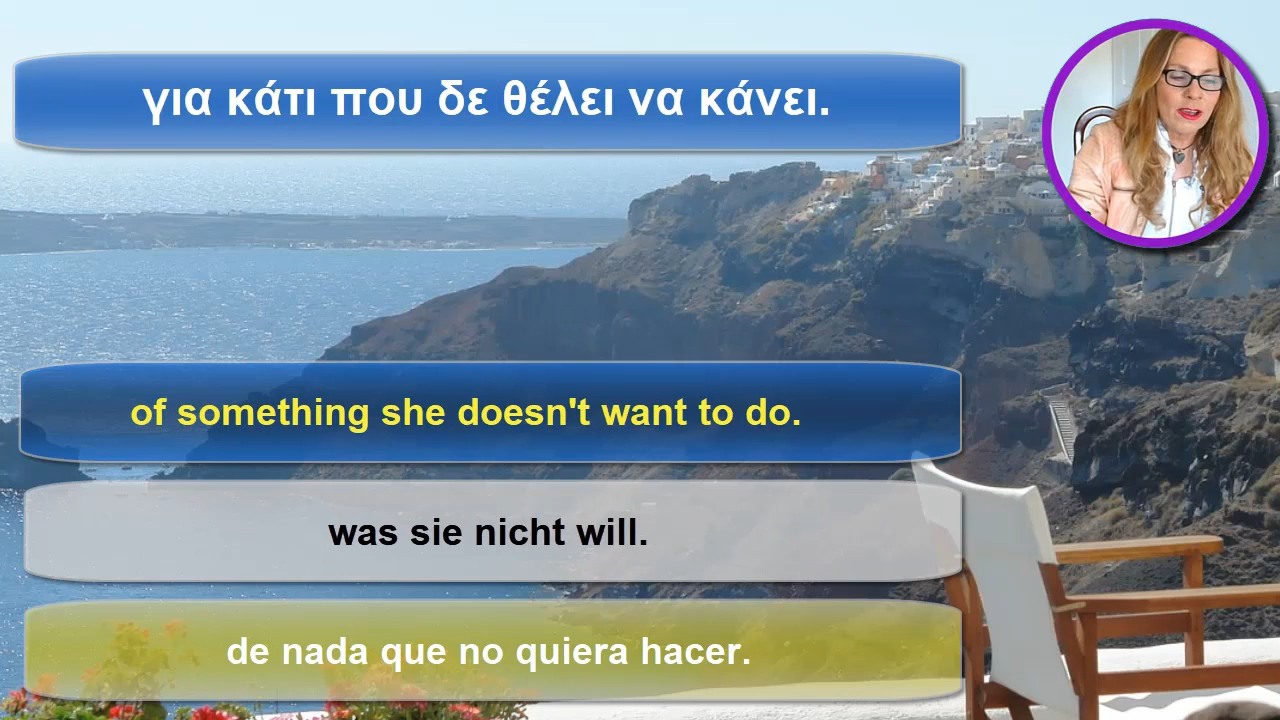 για κάτι που δε θέλει να κάνει.
of something she doesn't want to do.
was sie nicht will.
de nada que no quiera hacer.